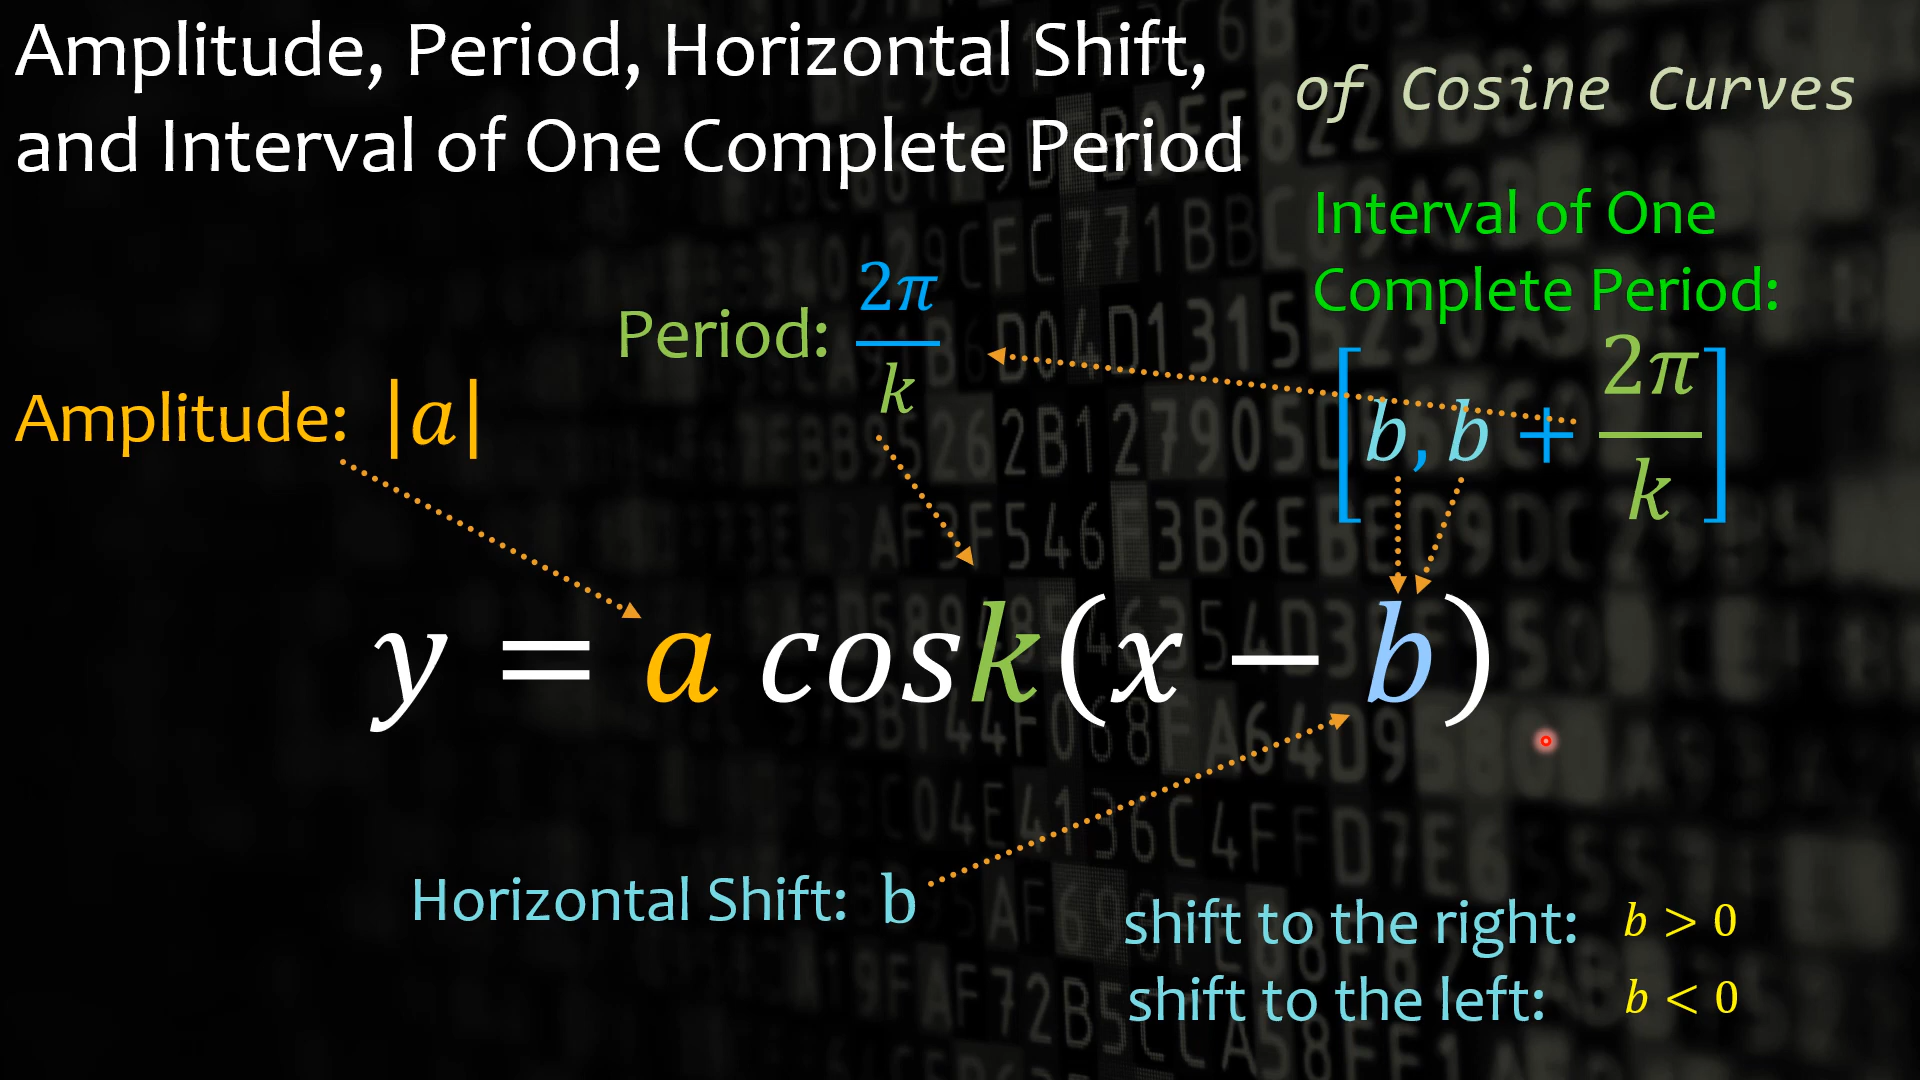 Amplitude, Period, Horizontal Shift,
and Interval of One Complete Period
of Cosine Curves
Interval of One
Complete Period:
[b, b + 2π/k]
Period: 2π/k
Amplitude: |a|
y = a cosk(x − b)
Horizontal Shift: b
shift to the right: b > 0
shift to the left: b < 0